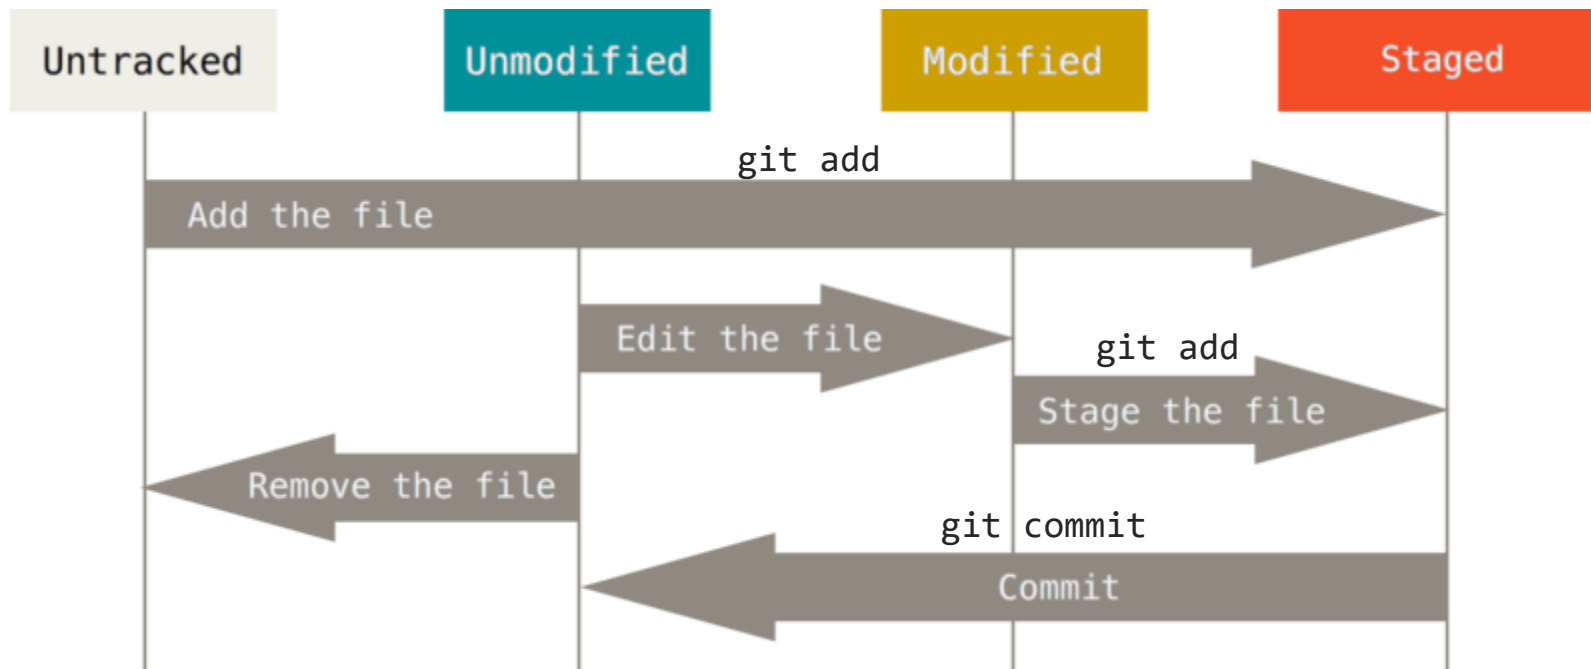 Untracked
Unmodified
Modified
Staged
git add
Add the file
Edit the file
git add
Stage the file
Remove the file
git commit
Commit